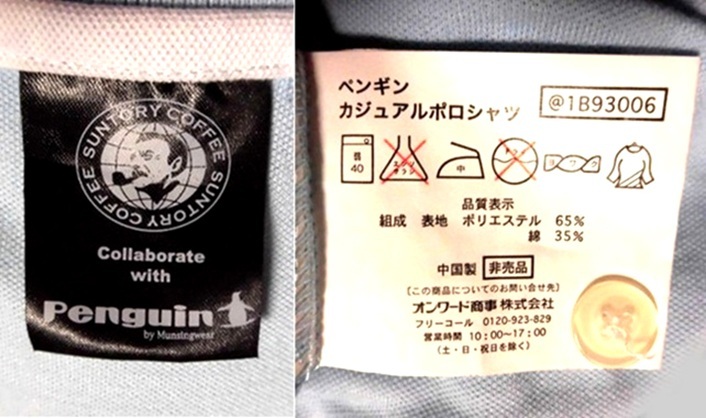 SUNTORY COFFEE SUNTORY COFFEE
Collaborate
with
Penguin
by Munsingwear
ペンギン
カジュアルポロシャツ
@1B93006
弱
40
中
ヨワク
品質表示
組成 表地 ポリエステル 65%
綿 35%
中国製 非売品
〔この商品についてのお問い合せ先〕
オンワード商事株式会社
フリーコール 0120-923-829
営業時間 10:00~17:00
(土・日・祝日を除く)